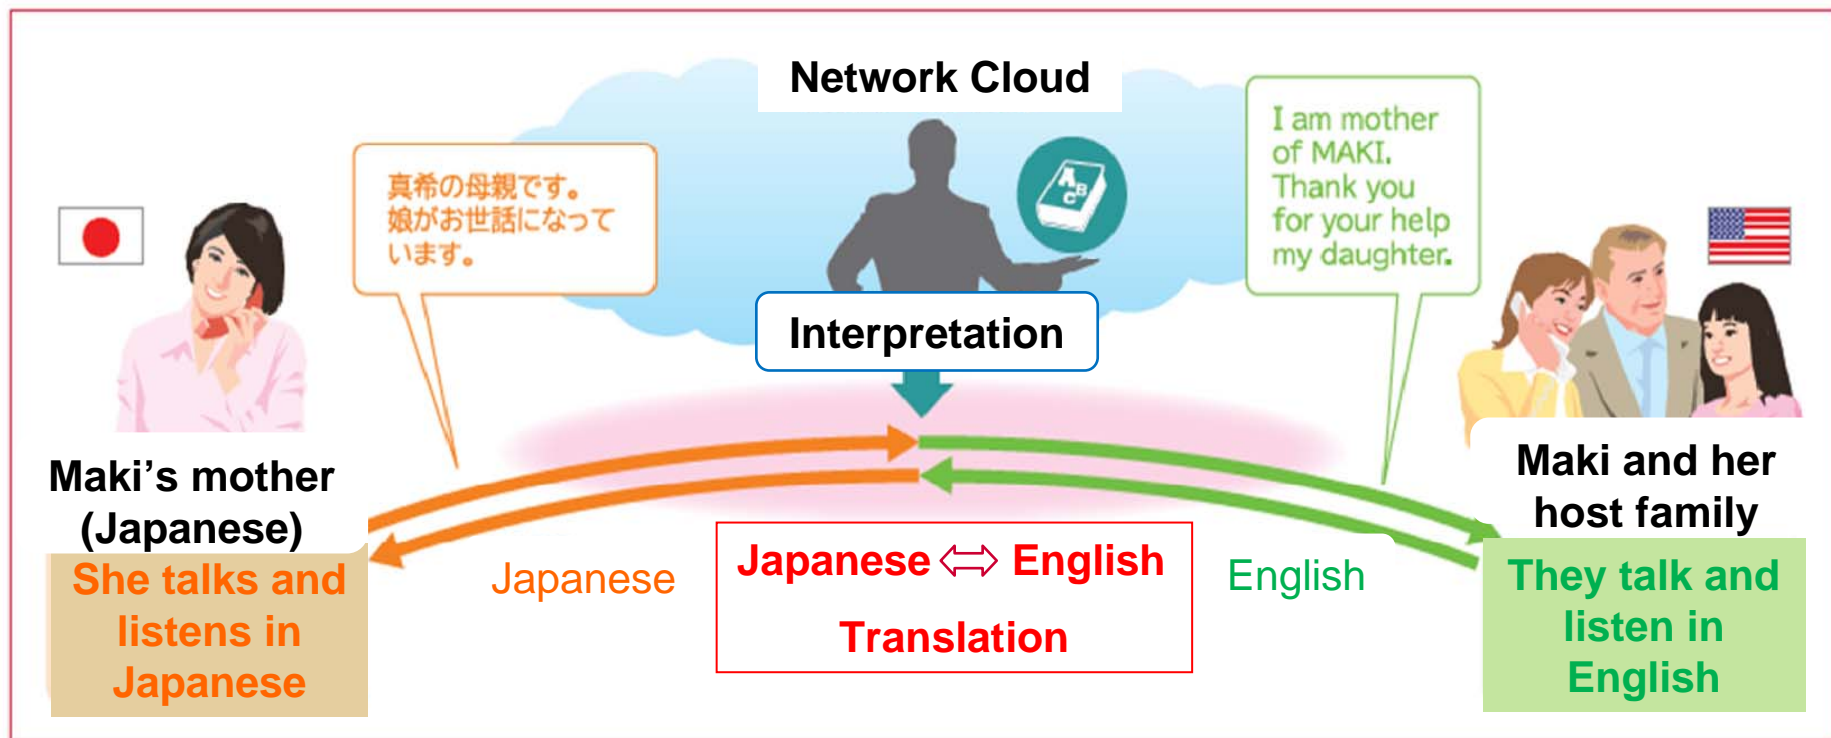 Network Cloud
真希の母親です。
娘がお世話になって
います。
A
B
C
I am mother
of MAKI.
Thank you
for your help
my daughter.
Interpretation
Maki’s mother
(Japanese)
She talks and
listens in
Japanese
Japanese
Japanese ⇔ English
Translation
English
Maki and her
host family
They talk and
listen in
English